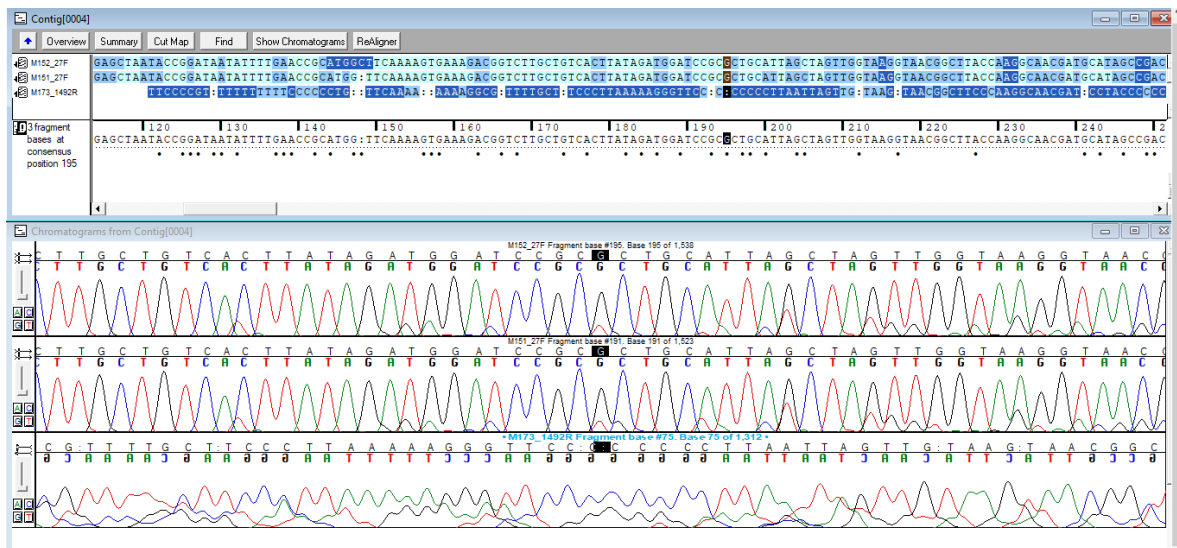 Contig[0004]
Overview Summary Cut Map Find Show Chromatograms ReAligner
M152_27F GAGCTAATACCGGATAATATTTTGAACCGCATGGCTTCAAAAGTGAAAGACGGTCTTGCTGTCACTTATAGATGGATCCGCGCTGCATTAGCTAGTTGGTAAGGTAACGGCTTACCAAGGCAACGATGCATAGCCGAC
M151_27F GAGCTAATACCGGATAATATTTTGAACCGCATGG:TTCAAAAGTGAAAGACGGTCTTGCTGTCACTTATAGATGGATCCGCGCTGCATTAGCTAGTTGGTAAGGTAACGGCTTACCAAGGCAACGATGCATAGCCGAC
M173_1492R
3 fragment
bases at
consensus
position 195
120 130 140 150 160 170 180 190 200 210 220 230 240 2
GAGCTAATACCGGATAATATTTTGAACCGCATGG:TTCAAAAGTGAAAGACGGTCTTGCTGTCACTTATAGATGGATCCGCGCTGCATTAGCTAGTTGGTAAGGTAACGGCTTACCAAGGCAACGATGCATAGCCGAC
Chromatograms from Contig[0004]
M152_27F Fragment base #195. Base 195 of 1,538
C T T G C T G T C A C T T A T A G A T G G A T C C G C G C T G C A T T A G C T A G T T G G T A A G G T A A C G
C T T G C T G T C A C T T A T A G A T G G A T C C G C G C T G C A T T A G C T A G T T G G T A A G G T A A C G
A C
G T
M151_27F Fragment base #191. Base 191 of 1,523
C T T G C T G T C A C T T A T A G A T G G A T C C G C G C T G C A T T A G C T A G T T G G T A A G G T A A C G
C T T G C T G T C A C T T A T A G A T G G A T C C G C G C T G C A T T A G C T A G T T G G T A A G G T A A C G
A C
G T
• M173_1492R Fragment base #75. Base 75 of 1,312 •
A C
G T